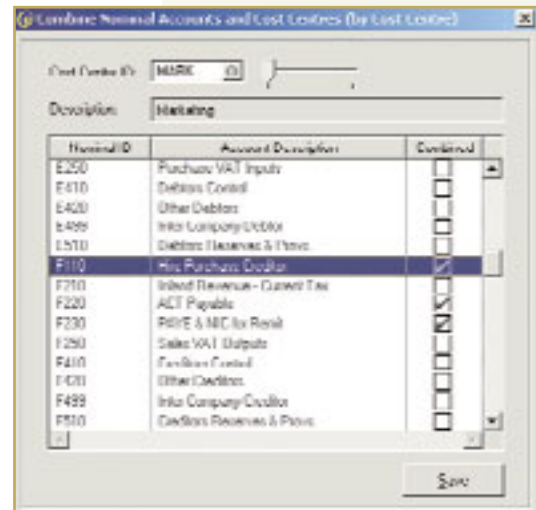 Combine Nominal Accounts and Cost Centres (by Cost Centre)
Cost Centre ID: MARK
Description: Marketing
Nominal ID Account Description Combined
E250 Purchase VAT Inputs
E410 Debtors Control
E420 Other Debtors
E499 Inter Company Debtor
E510 Debtors Reserves & Provs.
F110 Hire Purchase Creditor
F210 Inland Revenue - Current Tax
F220 ACT Payable
F230 PAYE & NIC to Remit
F250 Sales VAT Outputs
F410 Creditors Control
F420 Other Creditors
F499 Inter Company Creditor
F510 Creditors Reserves & Provs.
Save